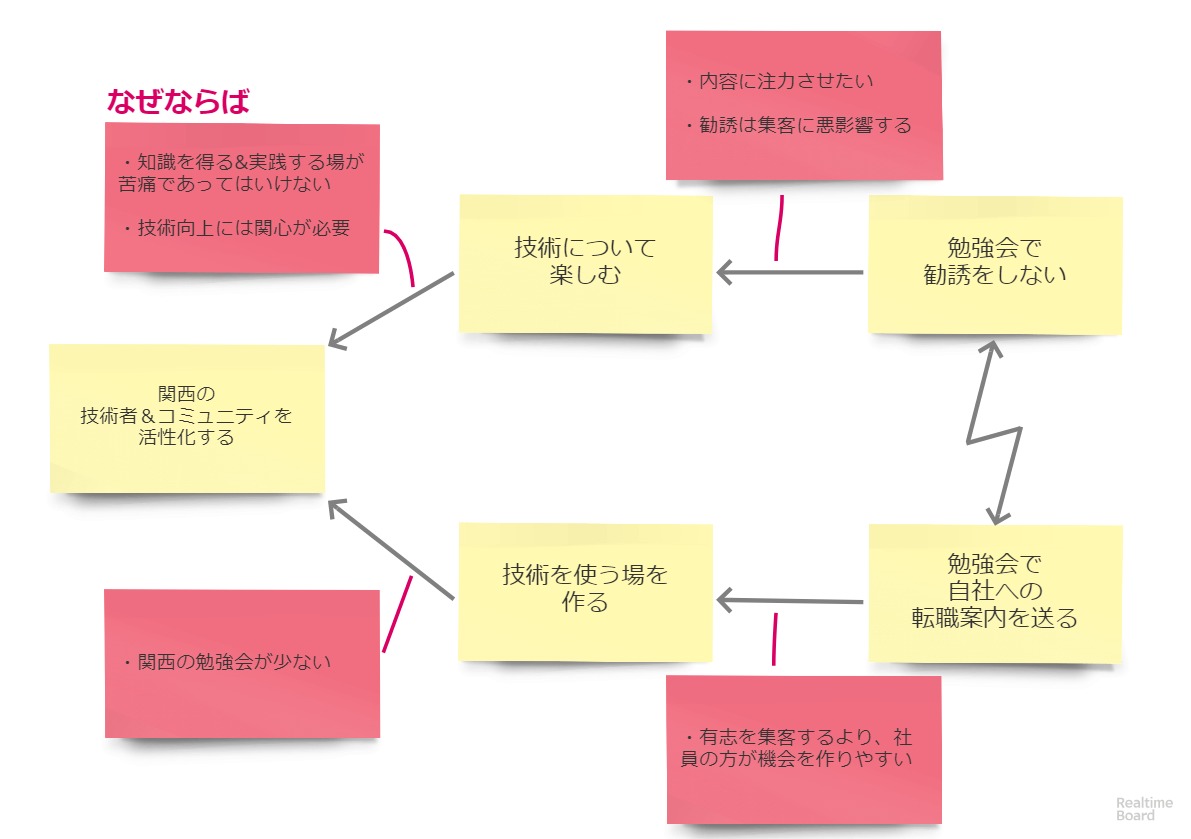 なぜならば
・知識を得る&実践する場が
苦痛であってはいけない
・技術向上には関心が必要
・内容に注力させたい
・勧誘は集客に悪影響する
技術について
楽しむ
勉強会で
勧誘をしない
関西の
技術者＆コミュニティを
活性化する
技術を使う場を
作る
勉強会で
自社への
転職案内を送る
・関西の勉強会が少ない
・有志を集客するより、社
員の方が機会を作りやすい
Realtime
Board